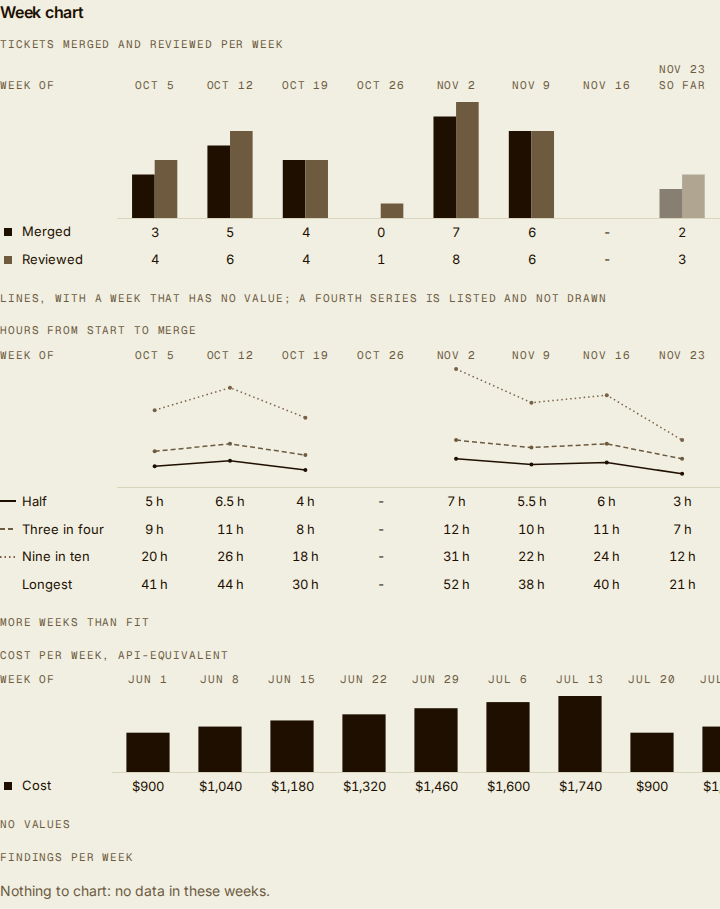 Week chart
TICKETS MERGED AND REVIEWED PER WEEK
WEEK OF OCT 5 OCT 12 OCT 19 OCT 26 NOV 2 NOV 9 NOV 16 NOV 23 SO FAR
Merged 3 5 4 0 7 6 - 2
Reviewed 4 6 4 1 8 6 - 3
LINES, WITH A WEEK THAT HAS NO VALUE; A FOURTH SERIES IS LISTED AND NOT DRAWN
HOURS FROM START TO MERGE
WEEK OF OCT 5 OCT 12 OCT 19 OCT 26 NOV 2 NOV 9 NOV 16 NOV 23
Half 5 h 6.5 h 4 h - 7 h 5.5 h 6 h 3 h
Three in four 9 h 11 h 8 h - 12 h 10 h 11 h 7 h
Nine in ten 20 h 26 h 18 h - 31 h 22 h 24 h 12 h
Longest 41 h 44 h 30 h - 52 h 38 h 40 h 21 h
MORE WEEKS THAN FIT
COST PER WEEK, API-EQUIVALENT
WEEK OF JUN 1 JUN 8 JUN 15 JUN 22 JUN 29 JUL 6 JUL 13 JUL 20 JUL
Cost $900 $1,040 $1,180 $1,320 $1,460 $1,600 $1,740 $900
NO VALUES
FINDINGS PER WEEK
Nothing to chart: no data in these weeks.